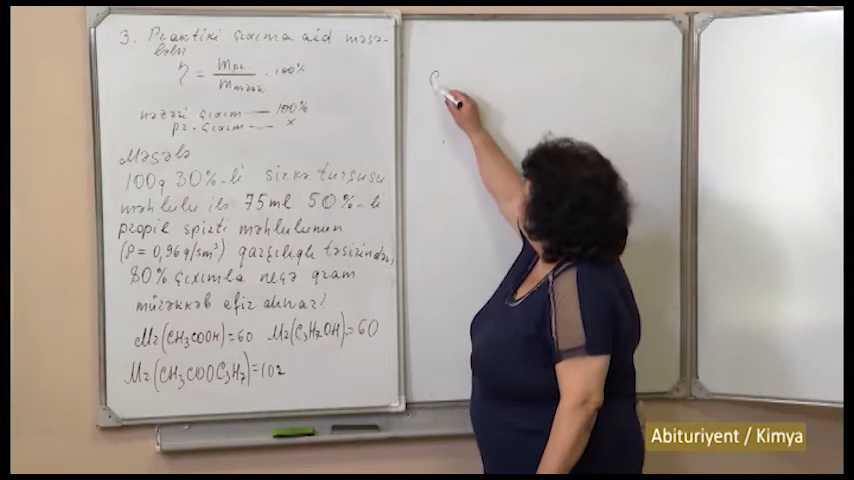 3. Praktiki çıxıma aid məsə-
lələr
η = mpr / mnəzər · 100%
nəzəri çıxım — 100%
pr. çıxım — x
Məsələ
100q 30%-li sirkə turşusu
məhlulu ilə 75ml 50%-li
propil spirti məhlulunun
(ρ = 0,96 g/sm³) qarşılıqlı təsirindən,
80% çıxımla neçə qram
mürəkkəb efir alınar?
Mr(CH₃COOH)=60 Mr(C₃H₇OH)=60
Mr(CH₃COOC₃H₇)=102
Abituriyent / Kimya